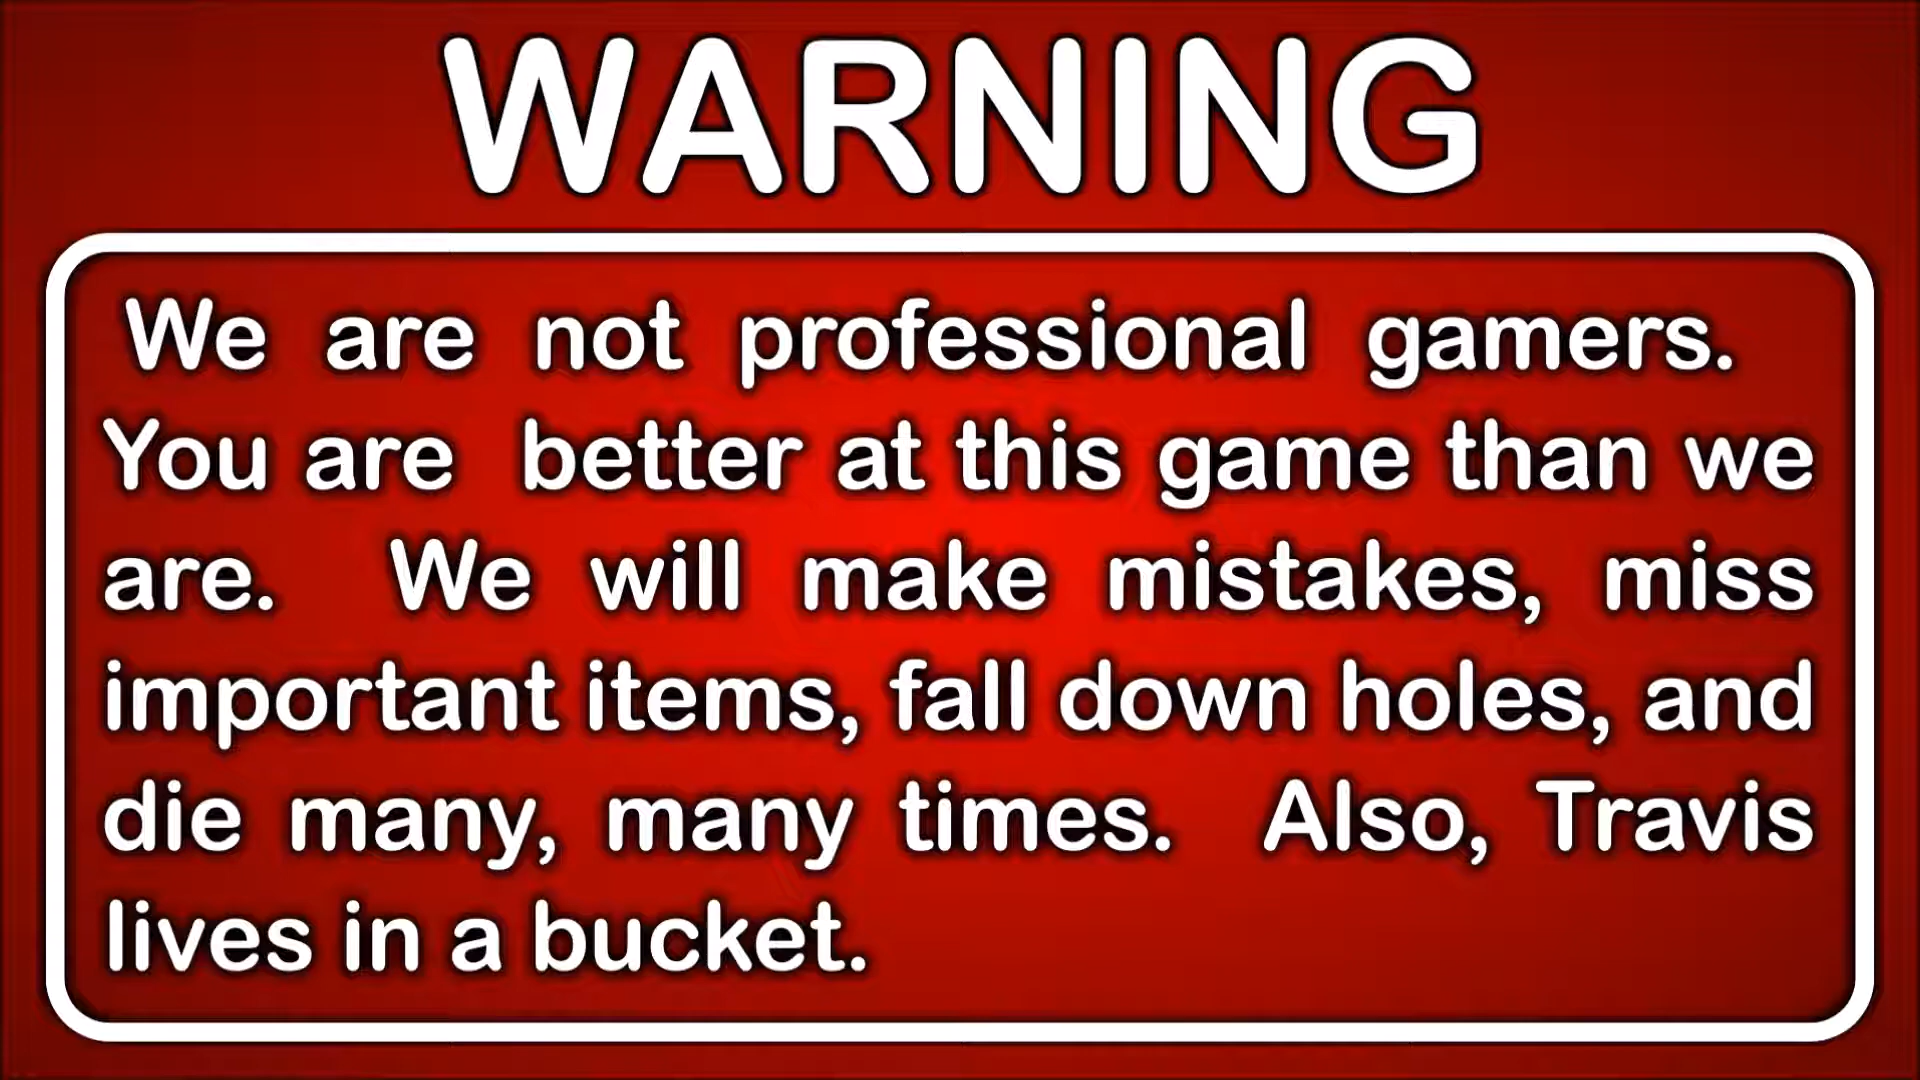 WARNING
We are not professional gamers.
You are better at this game than we
are. We will make mistakes, miss
important items, fall down holes, and
die many, many times. Also, Travis
lives in a bucket.